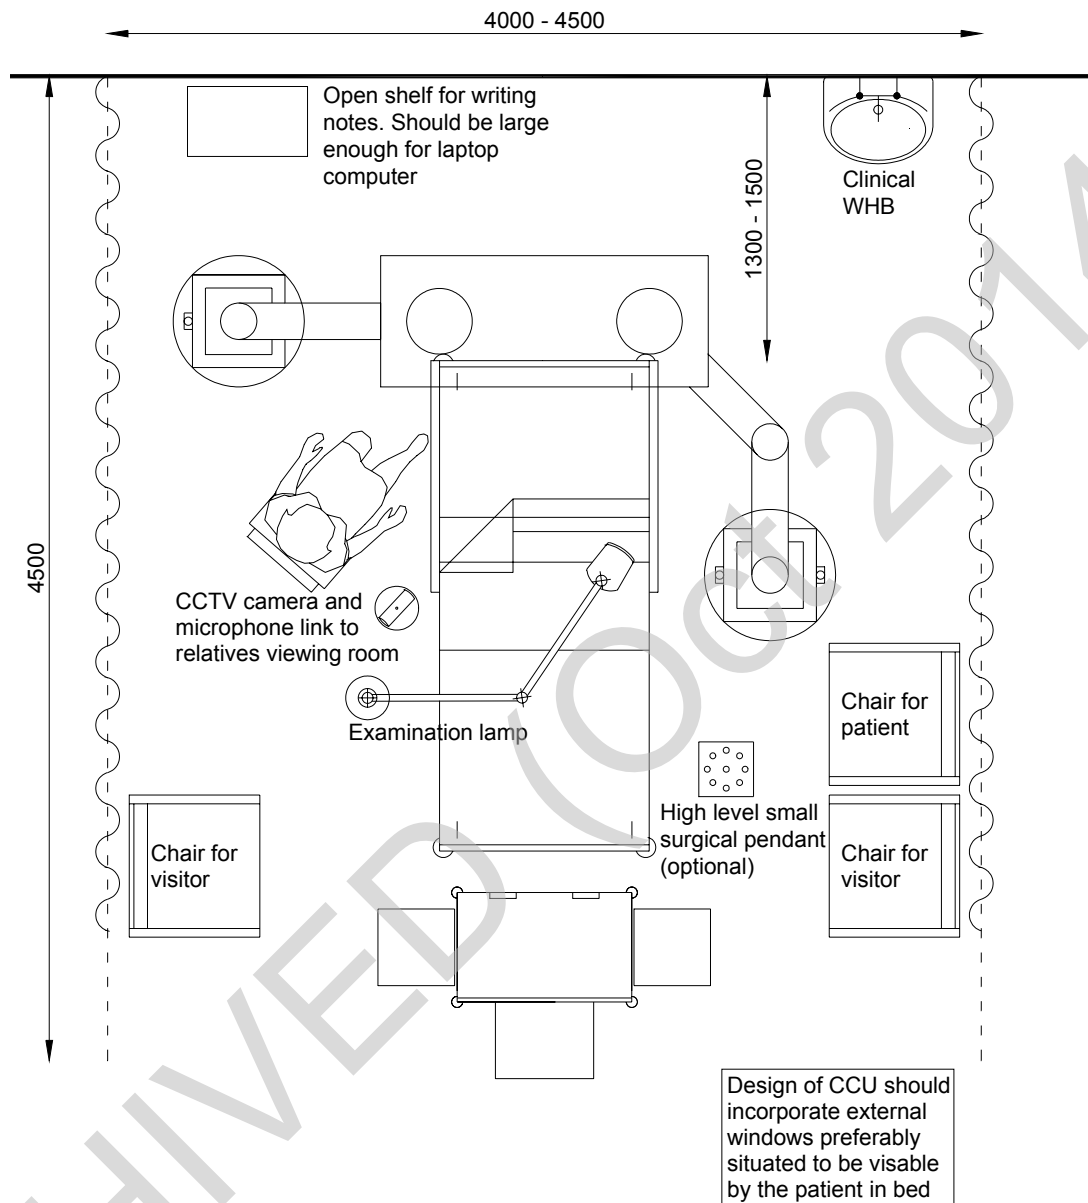 4000 - 4500
Open shelf for writing
notes. Should be large
enough for laptop
computer
1300 - 1500
Clinical
WHB
4500
CCTV camera and
microphone link to
relatives viewing room
Examination lamp
Chair for
patient
High level small
surgical pendant
(optional)
Chair for
visitor
Chair for
visitor
Design of CCU should
incorporate external
windows preferably
situated to be visable
by the patient in bed
HIVED (Oct 2014